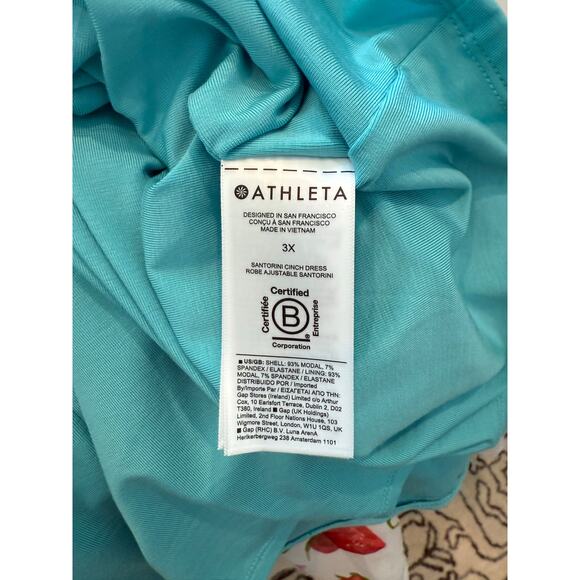 ATHLETA
DESIGNED IN SAN FRANCISCO
CONÇU À SAN FRANCISCO
MADE IN VIETNAM
3X
SANTORINI CINCH DRESS
ROBE AJUSTABLE SANTORINI
Certified
Certifiée
B
Entreprise
®
Corporation
■ US/GB: SHELL: 93% MODAL, 7%
SPANDEX / ELASTANE / LINING: 93%
MODAL, 7% SPANDEX / ELASTANE
DISTRIBUIDO POR / Imported
By/Importe Par / ΕΙΣΑΓΕΤΑΙ ΑΠΟ ΤΗΝ:
Gap Stores (Ireland) Limited c/o Arthur
Cox, 10 Earlsfort Terrace, Dublin 2, D02
T380, Ireland ■ Gap (UK Holdings)
Limited, 2nd Floor Nations House, 103
Wigmore Street, London, W1U 1QS, UK
■ Gap (RHC) B.V. Luna ArenA
Herikerbergweg 238 Amsterdam 1101